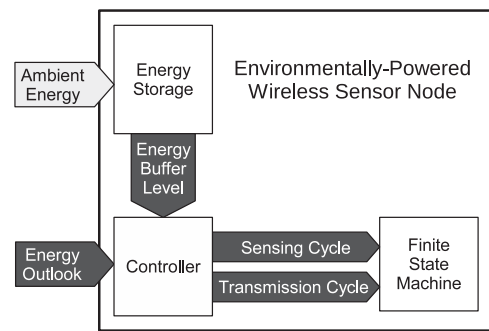 Ambient
Energy
Energy
Storage
Environmentally-Powered
Wireless Sensor Node
Energy
Buffer
Level
Energy
Outlook
Controller
Sensing Cycle
Transmission Cycle
Finite
State
Machine